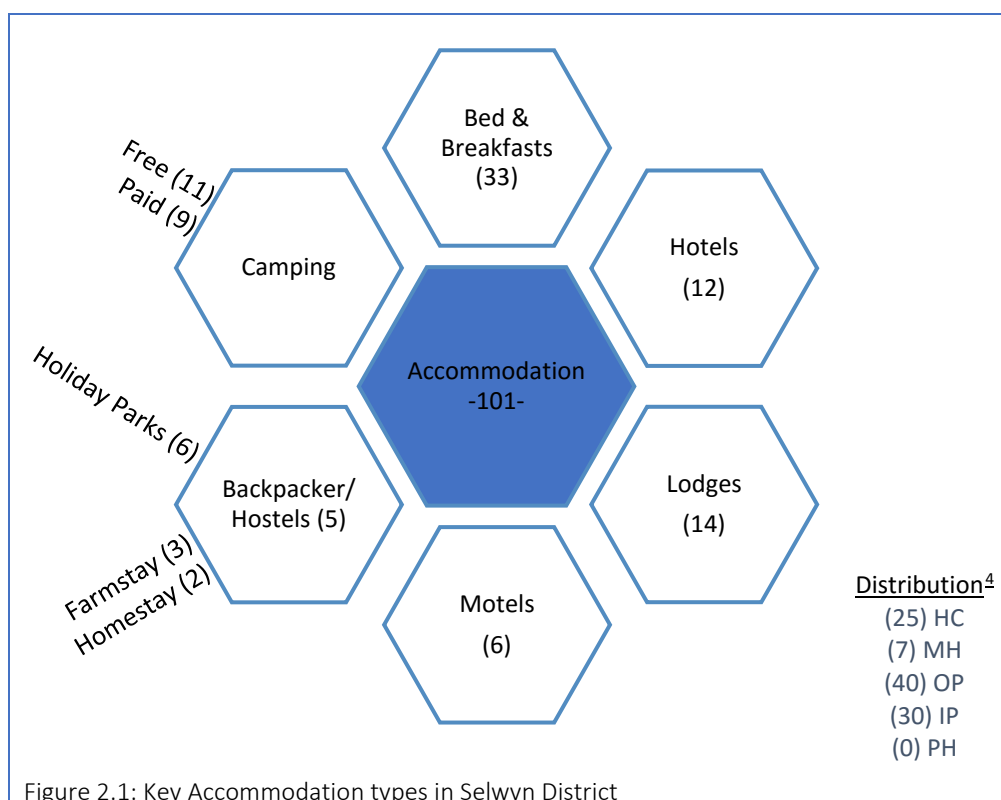 Bed &
Breakfasts
(33)
Free (11)
Paid (9)
Camping
Hotels
(12)
Accommodation
-101-
Holiday Parks (6)
Backpacker/
Hostels (5)
Lodges
(14)
Farmstay (3)
Homestay (2)
Motels
(6)
Distribution4
(25) HC
(7) MH
(40) OP
(30) IP
(0) PH
Figure 2.1: Key Accommodation types in Selwyn District